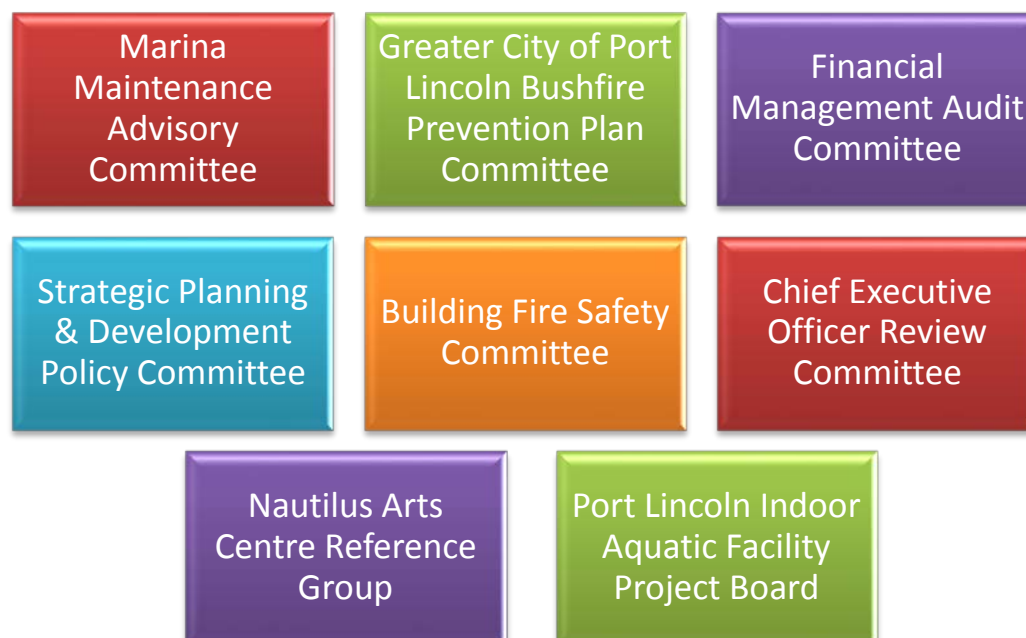 Marina
Maintenance
Advisory
Committee
Greater City of Port
Lincoln Bushfire
Prevention Plan
Committee
Financial
Management Audit
Committee
Strategic Planning
& Development
Policy Committee
Building Fire Safety
Committee
Chief Executive
Officer Review
Committee
Nautilus Arts
Centre Reference
Group
Port Lincoln Indoor
Aquatic Facility
Project Board